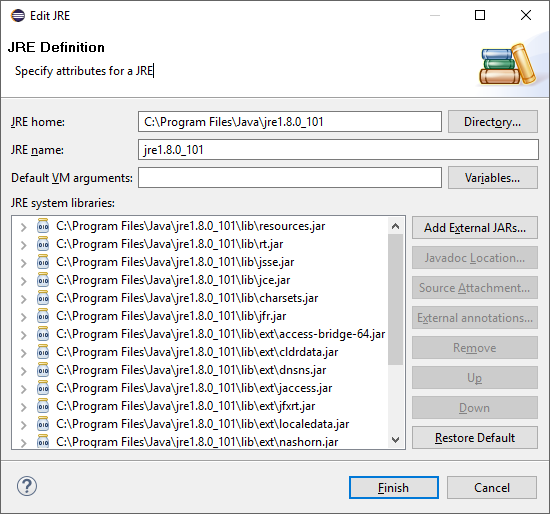 Edit JRE
JRE Definition
Specify attributes for a JRE
JRE home: C:\Program Files\Java\jre1.8.0_101 Directory...
JRE name: jre1.8.0_101
Default VM arguments: Variables...
JRE system libraries:
C:\Program Files\Java\jre1.8.0_101\lib\resources.jar
C:\Program Files\Java\jre1.8.0_101\lib\rt.jar
C:\Program Files\Java\jre1.8.0_101\lib\jsse.jar
C:\Program Files\Java\jre1.8.0_101\lib\jce.jar
C:\Program Files\Java\jre1.8.0_101\lib\charsets.jar
C:\Program Files\Java\jre1.8.0_101\lib\jfr.jar
C:\Program Files\Java\jre1.8.0_101\lib\ext\access-bridge-64.jar
C:\Program Files\Java\jre1.8.0_101\lib\ext\cldrdata.jar
C:\Program Files\Java\jre1.8.0_101\lib\ext\dnsns.jar
C:\Program Files\Java\jre1.8.0_101\lib\ext\jaccess.jar
C:\Program Files\Java\jre1.8.0_101\lib\ext\jfxrt.jar
C:\Program Files\Java\jre1.8.0_101\lib\ext\localedata.jar
C:\Program Files\Java\jre1.8.0_101\lib\ext\nashorn.jar
Add External JARs...
Javadoc Location...
Source Attachment...
External annotations...
Remove
Up
Down
Restore Default
Finish Cancel